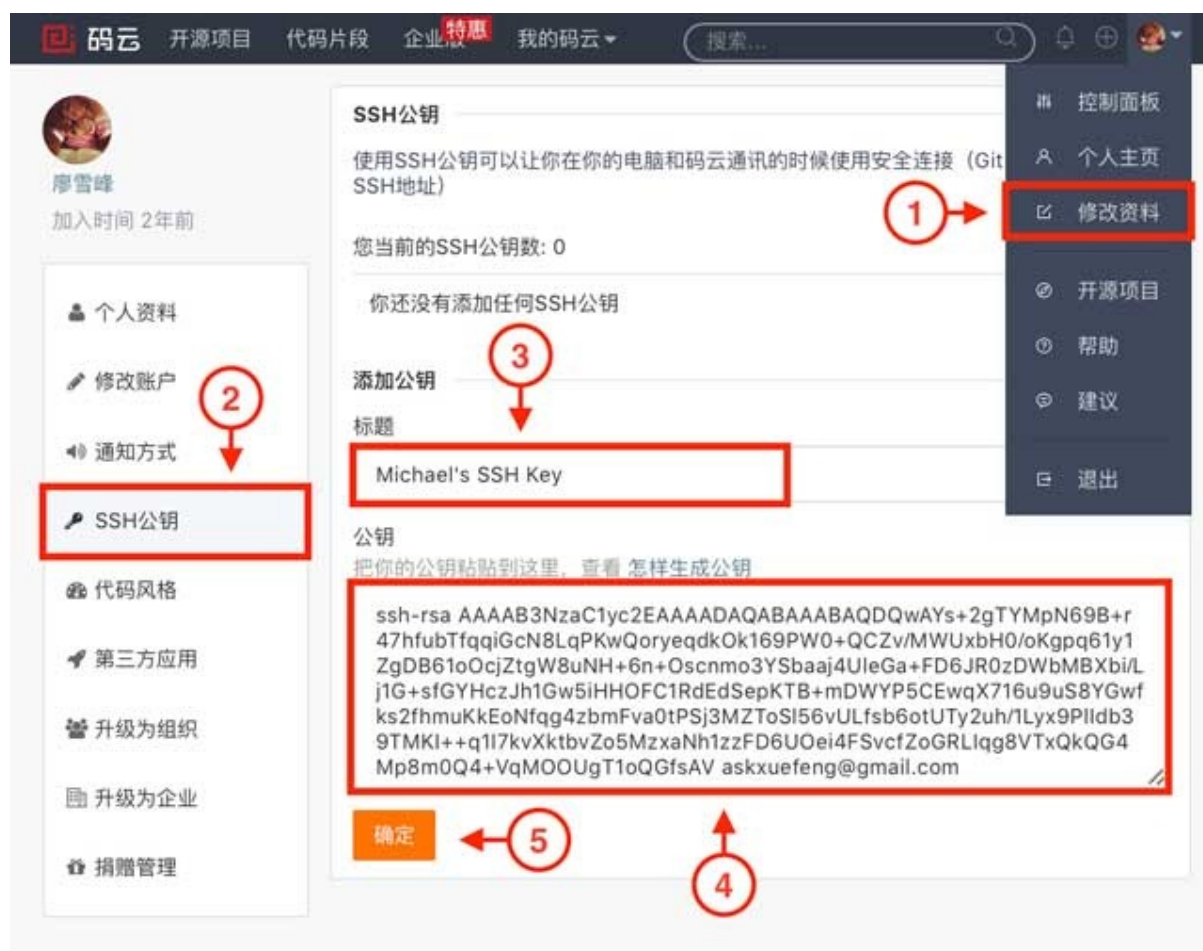 码云 开源项目 代码片段 企业版 特惠 我的码云 搜索...
廖雪峰
加入时间 2年前
个人资料
修改账户
2
通知方式
SSH公钥
代码风格
第三方应用
升级为组织
升级为企业
捐赠管理
SSH公钥
使用SSH公钥可以让你在你的电脑和码云通讯的时候使用安全连接（Git
SSH地址）
您当前的SSH公钥数: 0
你还没有添加任何SSH公钥
3
添加公钥
标题
Michael's SSH Key
公钥
把你的公钥粘贴到这里，查看 怎样生成公钥
ssh-rsa AAAAB3NzaC1yc2EAAAADAQABAAABAQDQwAYs+2gTYMpN69B+r
47hfubTfqqiGcN8LqPKwQoryeqdkOk169PW0+QCZv/MWUxbH0/oKgpq61y1
ZgDB61oOcjZtgW8uNH+6n+Oscnmo3YSbaaj4UIeGa+FD6JR0zDWbMBXbi/L
j1G+sfGYHczJh1Gw5iHHOFC1RdEdSepKTB+mDWYP5CEwqX716u9uS8YGwf
ks2fhmuKkEoNfqg4zbmFva0tPSj3MZToSI56vULfsb6otUTy2uh/1Lyx9PIldb3
9TMKI++q1I7kvXktbvZo5MzxaNh1zzFD6UOei4FSvcfZoGRLIqg8VTxQkQG4
Mp8m0Q4+VqMOOUgT1oQGfsAV askxuefeng@gmail.com
确定
5
4
控制面板
个人主页
1
修改资料
开源项目
帮助
建议
退出